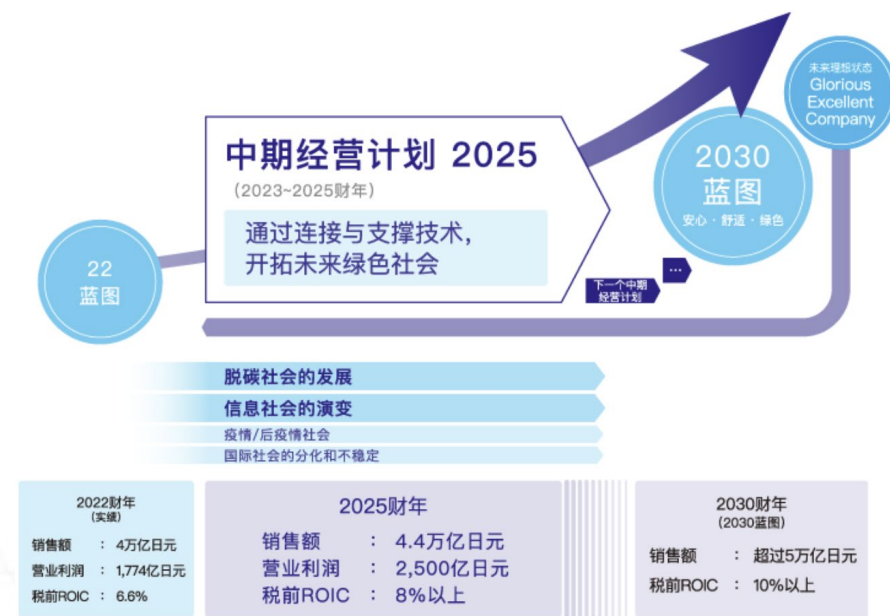 未来理想状态
Glorious
Excellent
Company
中期经营计划 2025
(2023~2025财年)
通过连接与支撑技术,
开拓未来绿色社会
2030
蓝图
安心·舒适·绿色
22
蓝图
...
下一个中期
经营计划
脱碳社会的发展
信息社会的演变
疫情/后疫情社会
国际社会的分化和不稳定
2022财年
(实绩)
销售额 : 4万亿日元
营业利润 : 1,774亿日元
税前ROIC : 6.6%
2025财年
销售额 : 4.4万亿日元
营业利润 : 2,500亿日元
税前ROIC : 8%以上
2030财年
(2030蓝图)
销售额 : 超过5万亿日元
税前ROIC : 10%以上